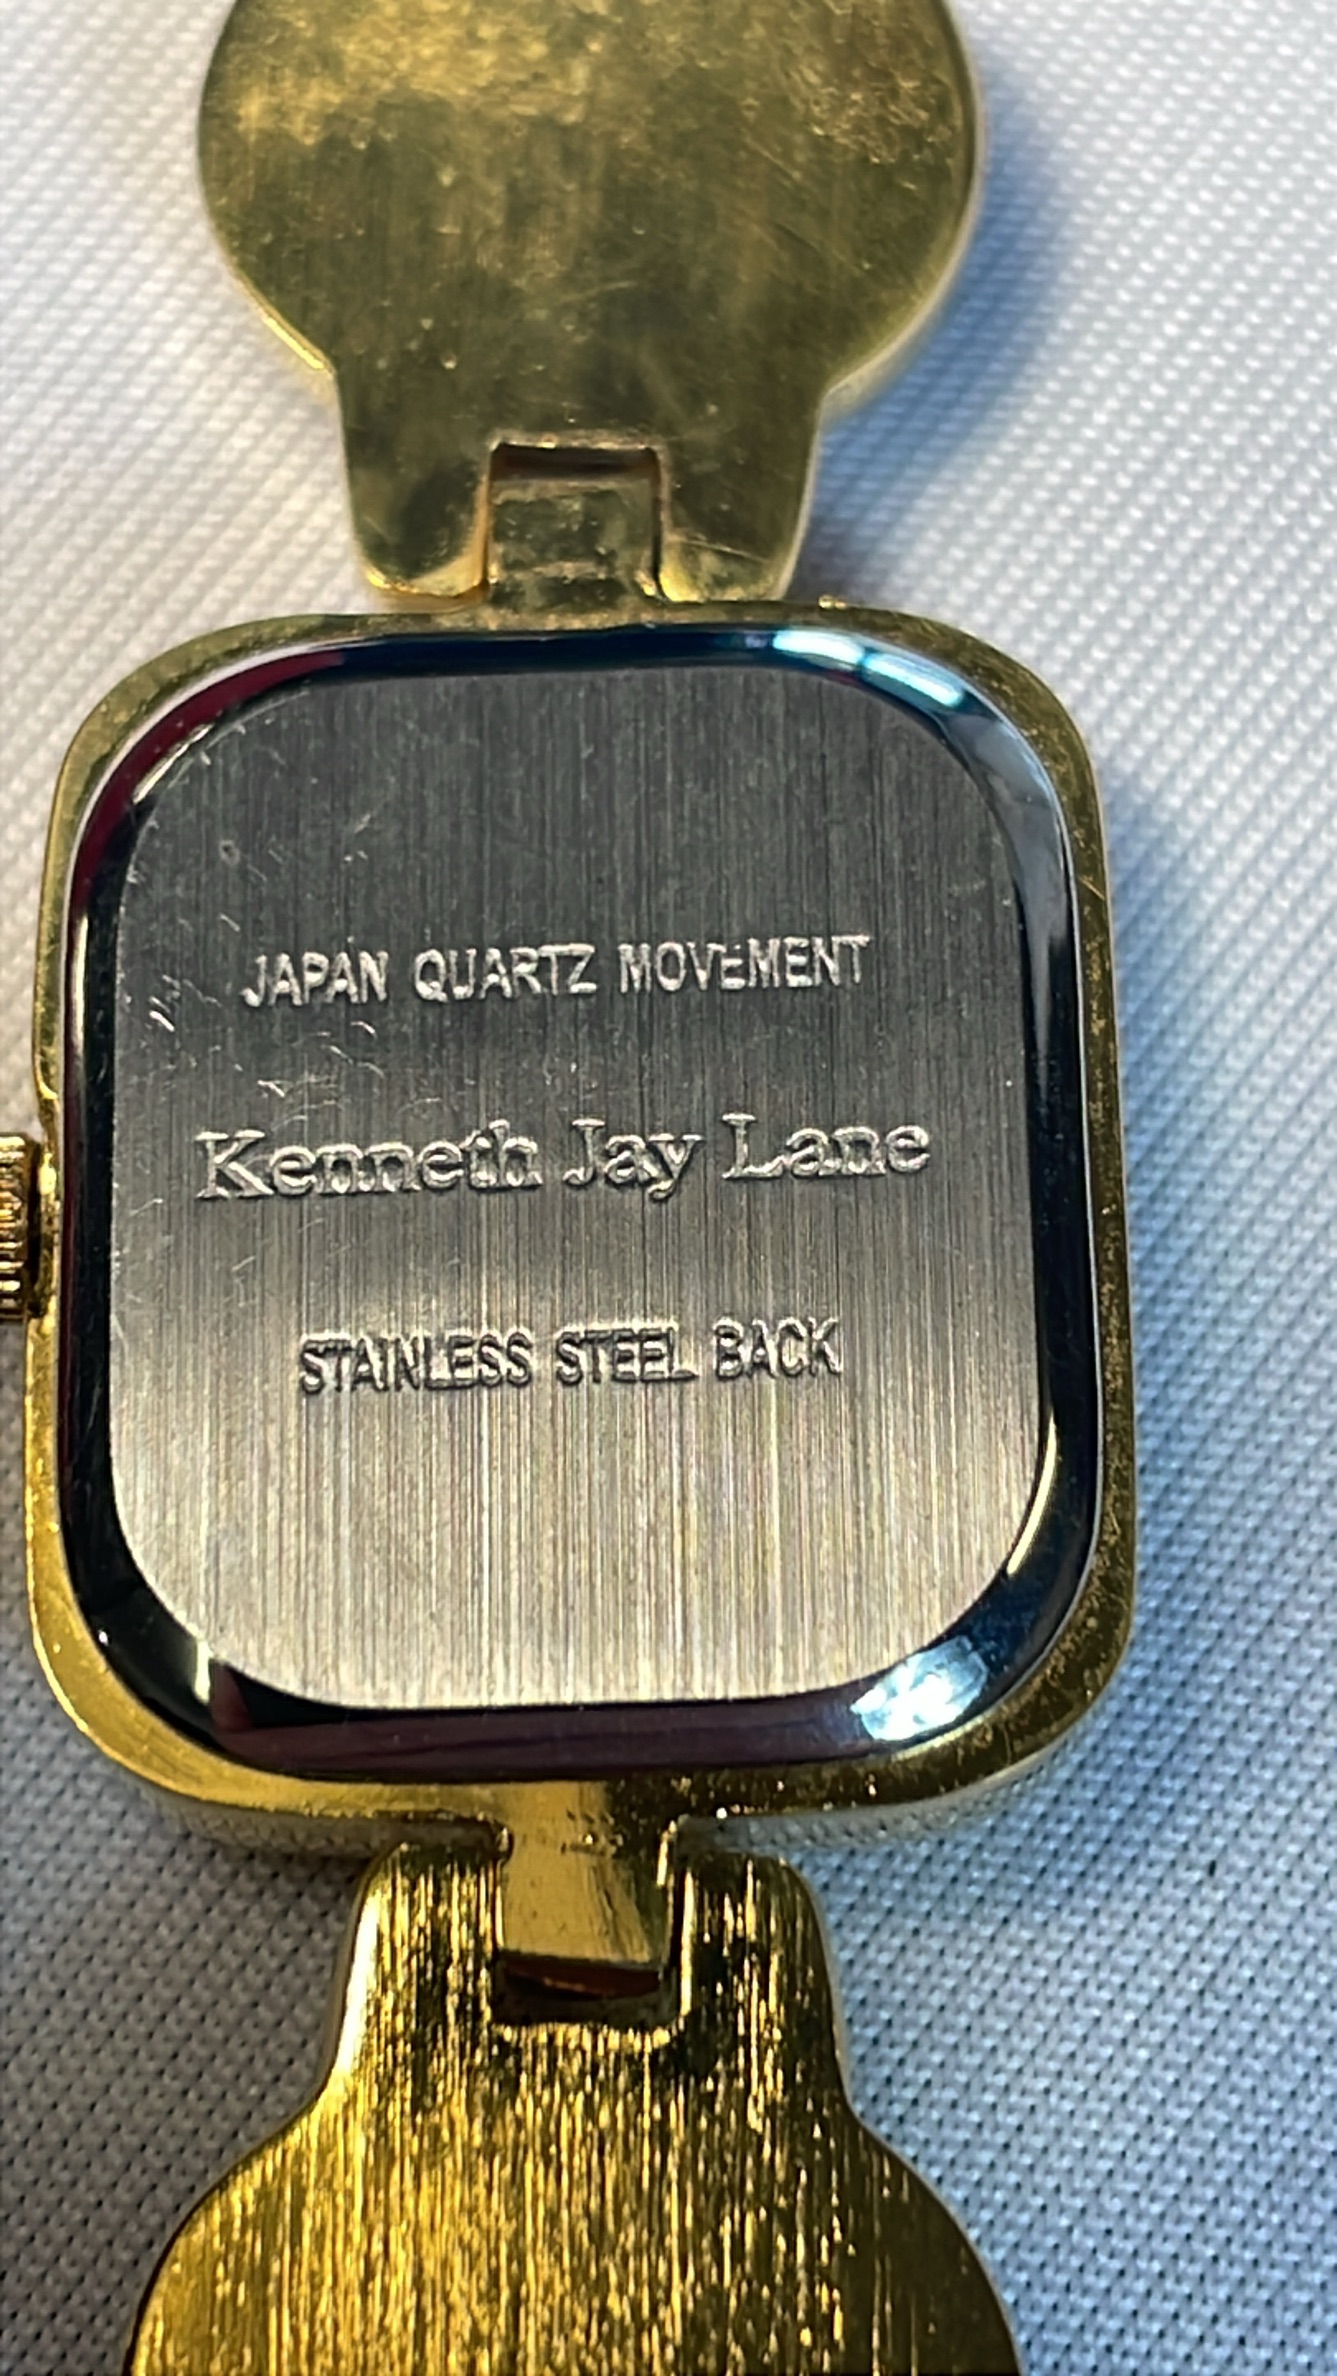 JAPAN QUARTZ MOVEMENT
Kenneth Jay Lane
STAINLESS STEEL BACK